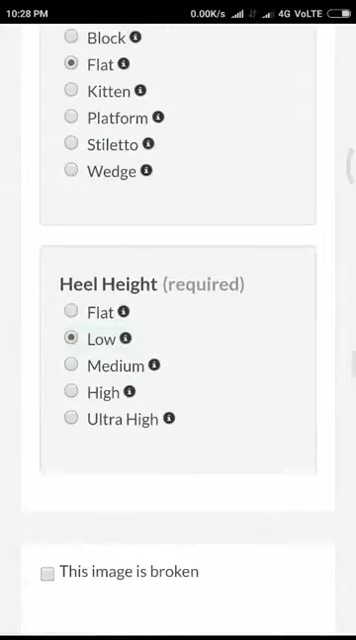 10:28 PM 0.00K/s 4G VoLTE
Block
Flat
Kitten
Platform
Stiletto
Wedge
Heel Height (required)
Flat
Low
Medium
High
Ultra High
This image is broken